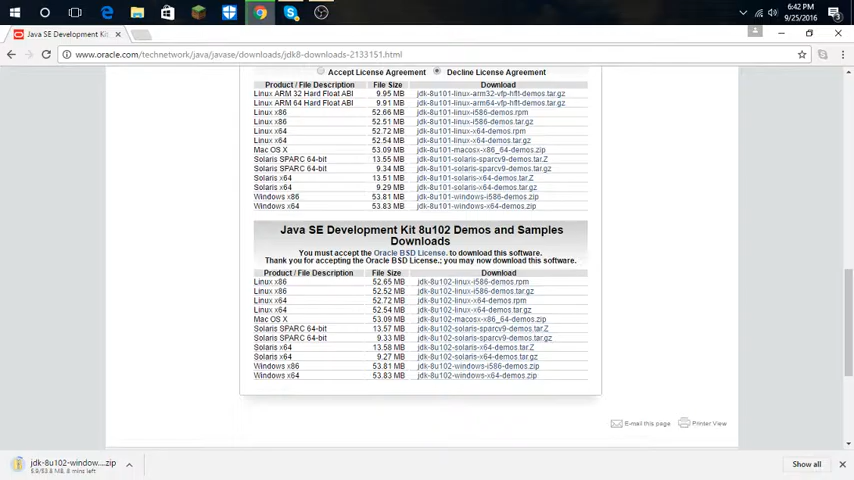 6:42 PM
9/25/2016
Java SE Development Kit
www.oracle.com/technetwork/java/javase/downloads/jdk8-downloads-2133151.html
Accept License Agreement Decline License Agreement
Product / File Description File Size Download
Linux ARM 32 Hard Float ABI 9.95 MB jdk-8u101-linux-arm32-vfp-hflt-demos.tar.gz
Linux ARM 64 Hard Float ABI 9.91 MB jdk-8u101-linux-arm64-vfp-hflt-demos.tar.gz
Linux x86 52.66 MB jdk-8u101-linux-i586-demos.rpm
Linux x86 52.51 MB jdk-8u101-linux-i586-demos.tar.gz
Linux x64 52.72 MB jdk-8u101-linux-x64-demos.rpm
Linux x64 52.54 MB jdk-8u101-linux-x64-demos.tar.gz
Mac OS X 53.09 MB jdk-8u101-macosx-x86_64-demos.zip
Solaris SPARC 64-bit 13.55 MB jdk-8u101-solaris-sparcv9-demos.tar.Z
Solaris SPARC 64-bit 9.34 MB jdk-8u101-solaris-sparcv9-demos.tar.gz
Solaris x64 13.51 MB jdk-8u101-solaris-x64-demos.tar.Z
Solaris x64 9.29 MB jdk-8u101-solaris-x64-demos.tar.gz
Windows x86 53.81 MB jdk-8u101-windows-i586-demos.zip
Windows x64 53.83 MB jdk-8u101-windows-x64-demos.zip
Java SE Development Kit 8u102 Demos and Samples
Downloads
You must accept the Oracle BSD License. to download this software.
Thank you for accepting the Oracle BSD License.; you may now download this software.
Product / File Description File Size Download
Linux x86 52.65 MB jdk-8u102-linux-i586-demos.rpm
Linux x86 52.52 MB jdk-8u102-linux-i586-demos.tar.gz
Linux x64 52.72 MB jdk-8u102-linux-x64-demos.rpm
Linux x64 52.54 MB jdk-8u102-linux-x64-demos.tar.gz
Mac OS X 53.09 MB jdk-8u102-macosx-x86_64-demos.zip
Solaris SPARC 64-bit 13.57 MB jdk-8u102-solaris-sparcv9-demos.tar.Z
Solaris SPARC 64-bit 9.33 MB jdk-8u102-solaris-sparcv9-demos.tar.gz
Solaris x64 13.58 MB jdk-8u102-solaris-x64-demos.tar.Z
Solaris x64 9.27 MB jdk-8u102-solaris-x64-demos.tar.gz
Windows x86 53.81 MB jdk-8u102-windows-i586-demos.zip
Windows x64 53.83 MB jdk-8u102-windows-x64-demos.zip
E-mail this page Printer View
jdk-8u102-window....zip
5.9/53.8 MB, 8 mins left
Show all